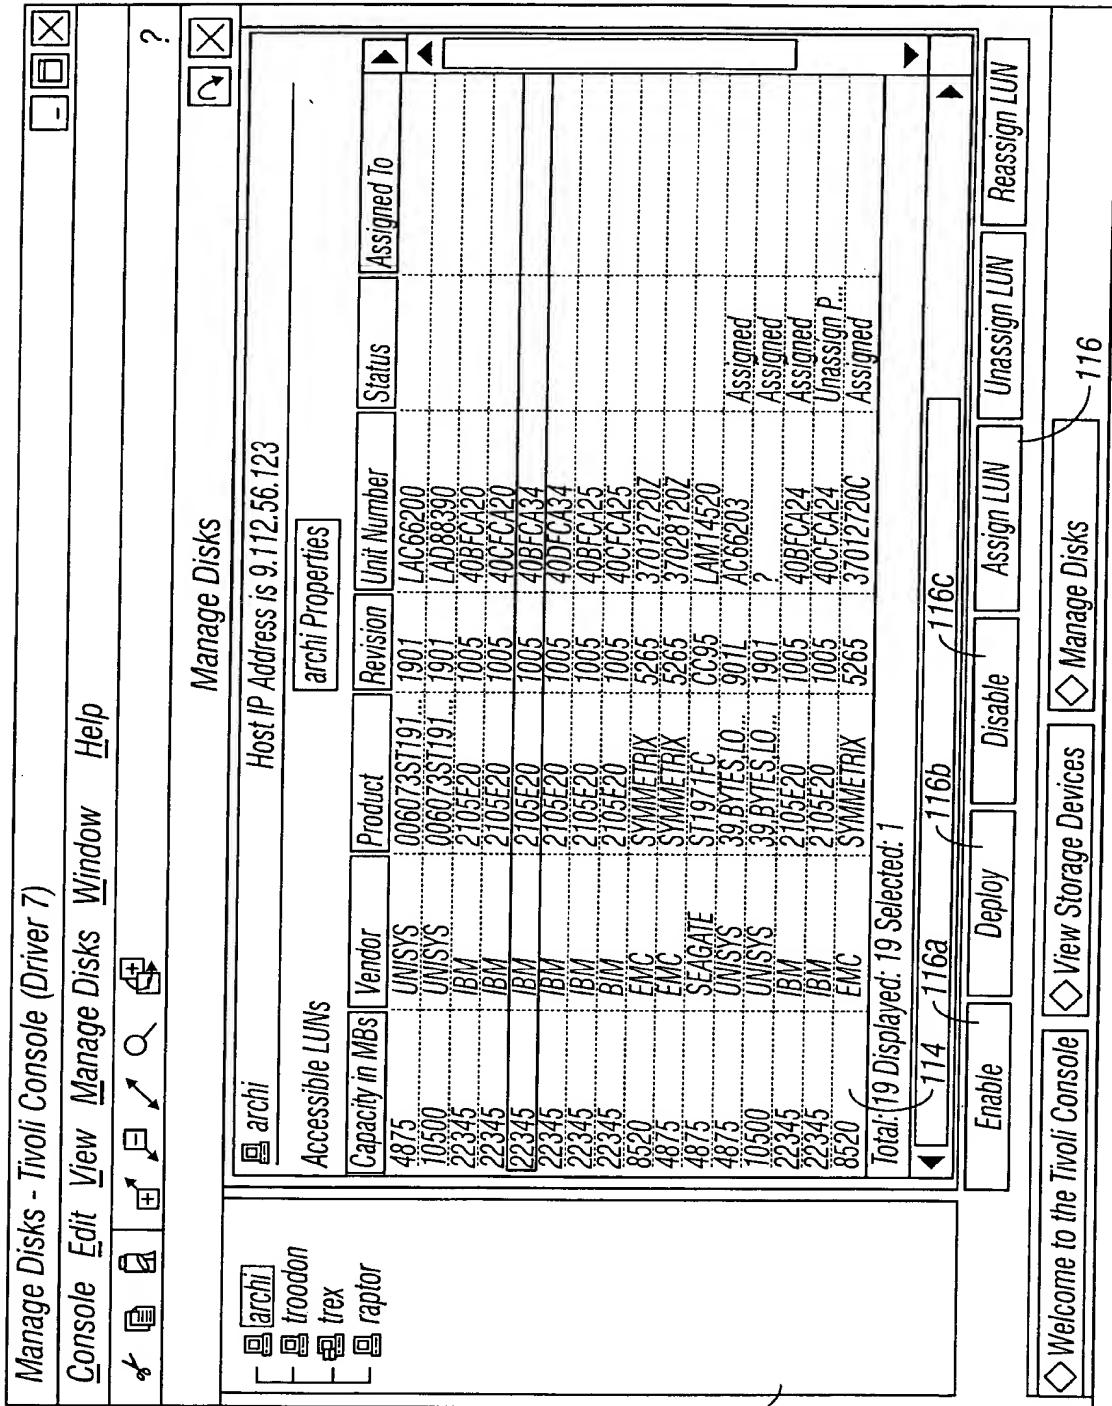 Manage Disks - Tivoli Console (Driver 7)
Console Edit View Manage Disks Window Help
?
Manage Disks
archi
troodon
trex
raptor
archi Host IP Address is 9.112.56.123
Accessible LUNs archi Properties
Capacity in MBs Vendor Product Revision Unit Number Status Assigned To
4875 UNISYS 006073ST191... 1901 LAC66200
10500 UNISYS 006073ST191... 1901 LAD88390
22345 IBM 2105E20 1005 40BFCA20
22345 IBM 2105E20 1005 40CFCA20
22345 IBM 2105E20 1005 40BFCA34
22345 IBM 2105E20 1005 40DFCA34
22345 IBM 2105E20 1005 40BFCA25
22345 BM 2105E20 1005 40CFCA25
8520 EMC SYMMETRIX 5265 37012720Z
4875 EMC SYMMETRIX 5265 37028120Z
4875 SEAGATE ST1971FC CC95 LAM14520
4875 UNISYS 39.BYTES.LO... 901L AC66203 Assigned
10500 UNISYS 39.BYTES.LO... 1901 ? Assigned
22345 IBM 2105E20 1005 40BFCA24 Assigned
22345 IBM 2105E20 1005 40CFCA24 Unassign P...
8520 EMC SYMMETRIX 5265 37012720C Assigned
Total: 19 Displayed: 19 Selected: 1
114 116a 116b 116c
Enable Deploy Disable Assign LUN Unassign LUN Reassign LUN
116
Welcome to the Tivoli Console View Storage Devices Manage Disks